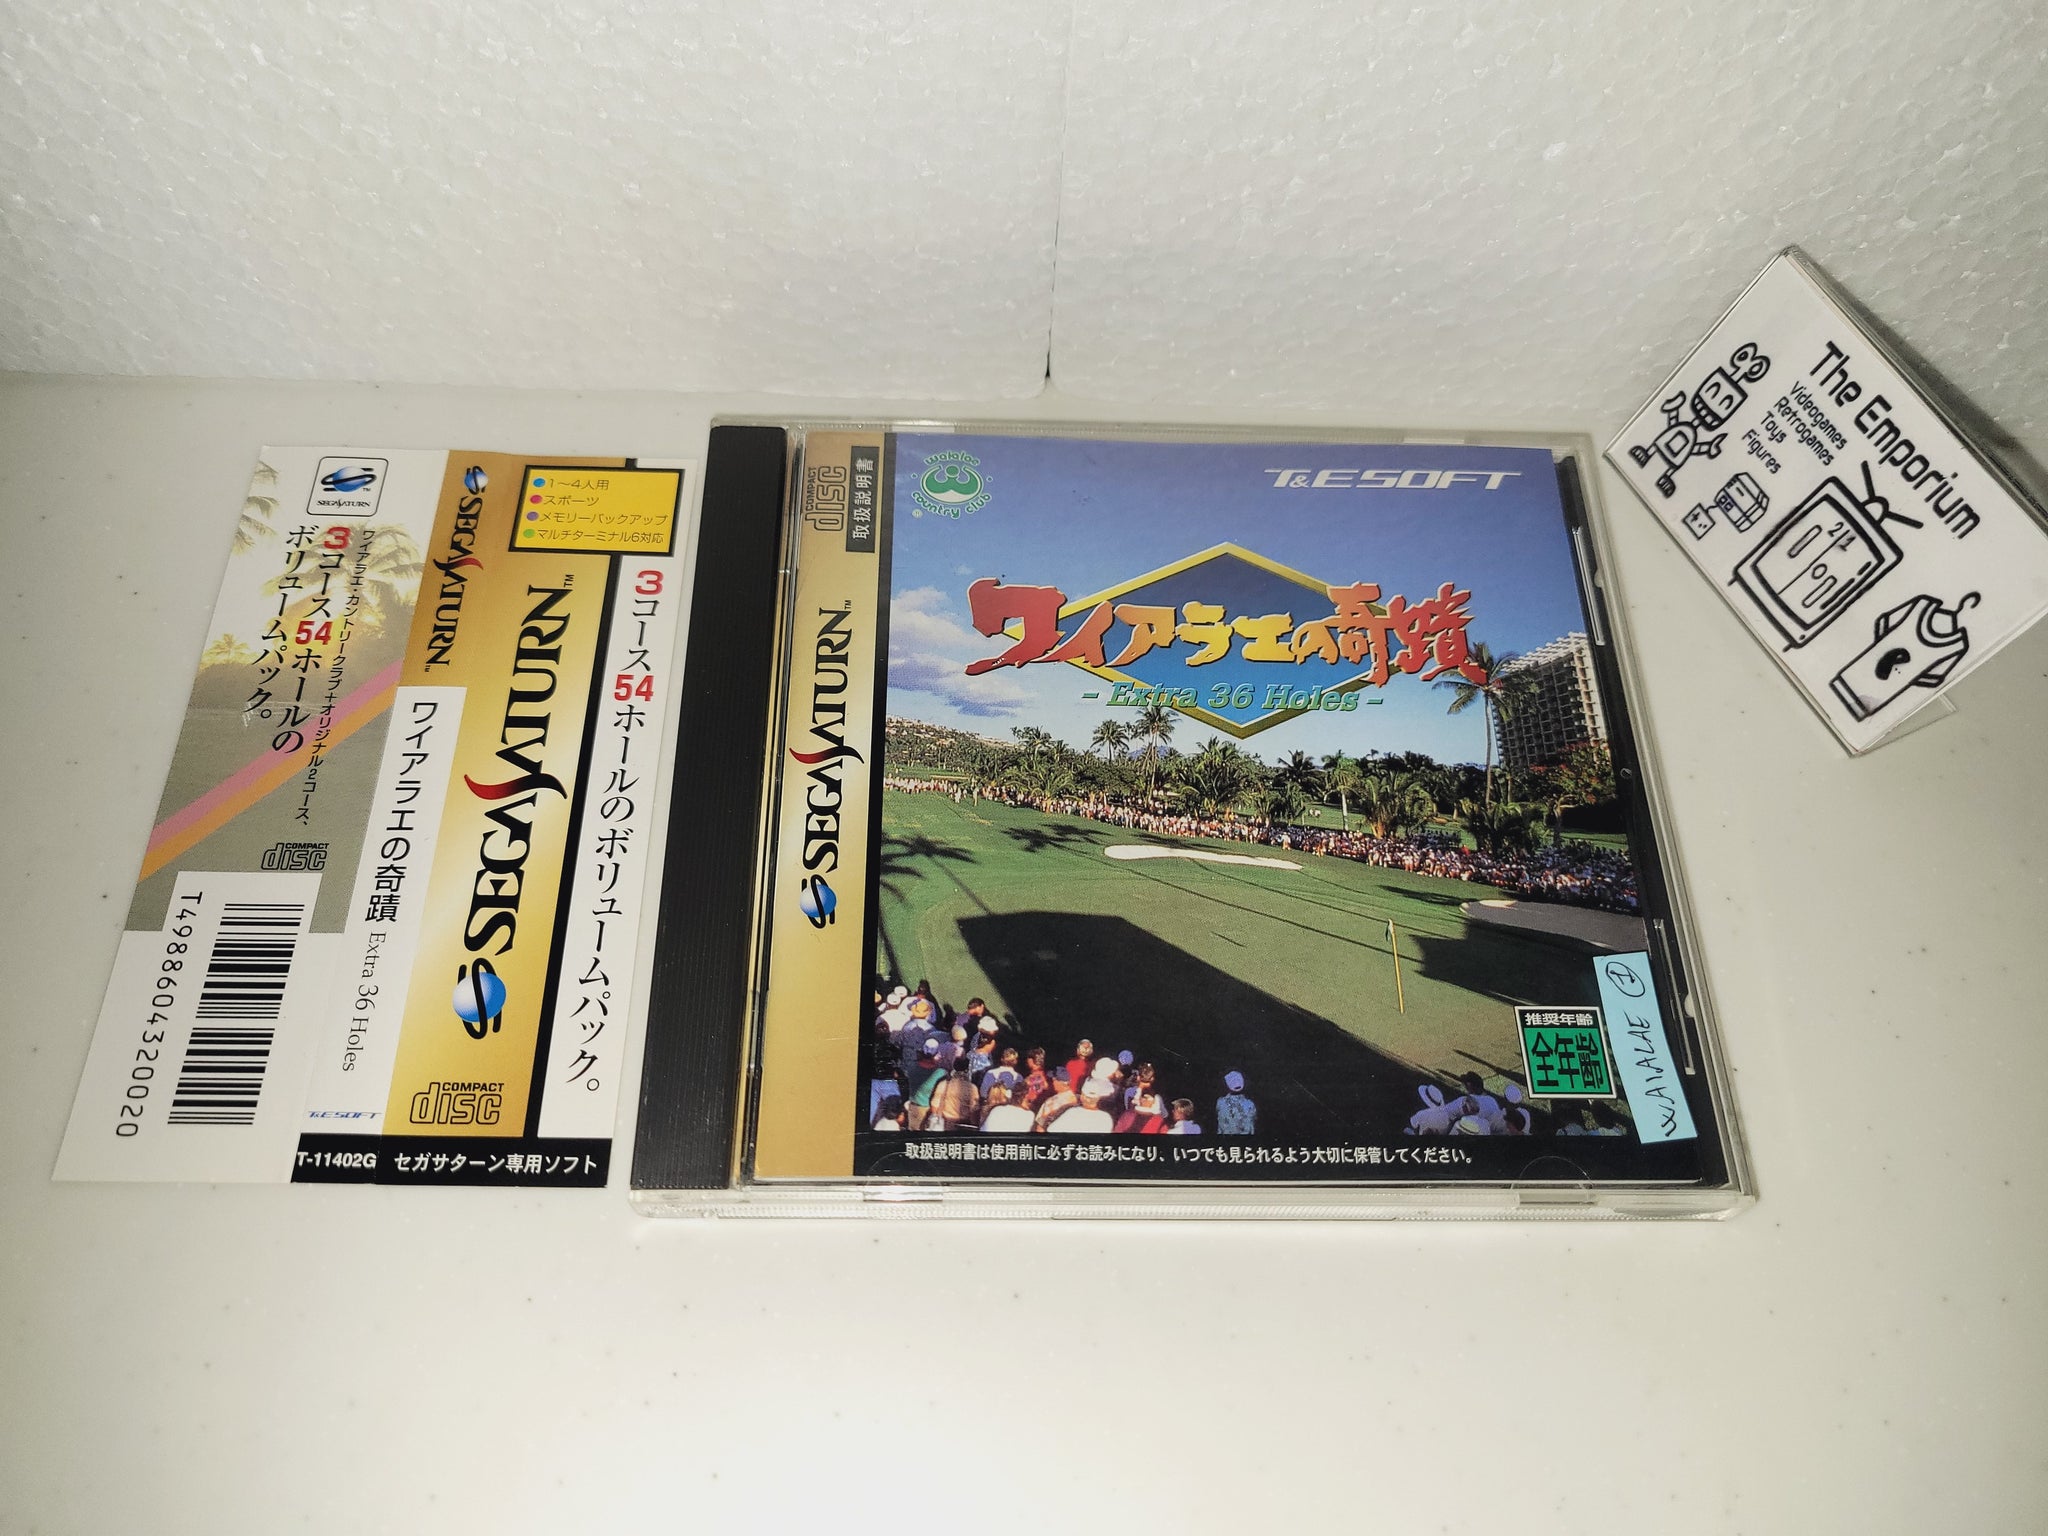 SEGA SATURN
ワイアラエ・カントリークラブ+オリジナル2コース、
3コース54ホールの
ボリュームパック。
COMPACT
disc
T4988604320020
SEGA SATURN™
ワイアラエの奇蹟 Extra 36 Holes
T&E SOFT
T-11402G
1～4人用
スポーツ
メモリーバックアップ
マルチターミナル6対応
SEGA SATURN™
COMPACT
disc
セガサターン専用ソフト
3コース54ホールのボリュームパック。
COMPACT
disc
取扱説明書
SEGA SATURN™
waialae
country club
®
T&E SOFT
ワイアラエの奇蹟
- Extra 36 Holes -
推奨年齢
全年齢
WAIALAE ①
取扱説明書は使用前に必ずお読みになり、いつでも見られるよう大切に保管してください。
The Emporium
Videogames
Retrogames
Toys
Figures